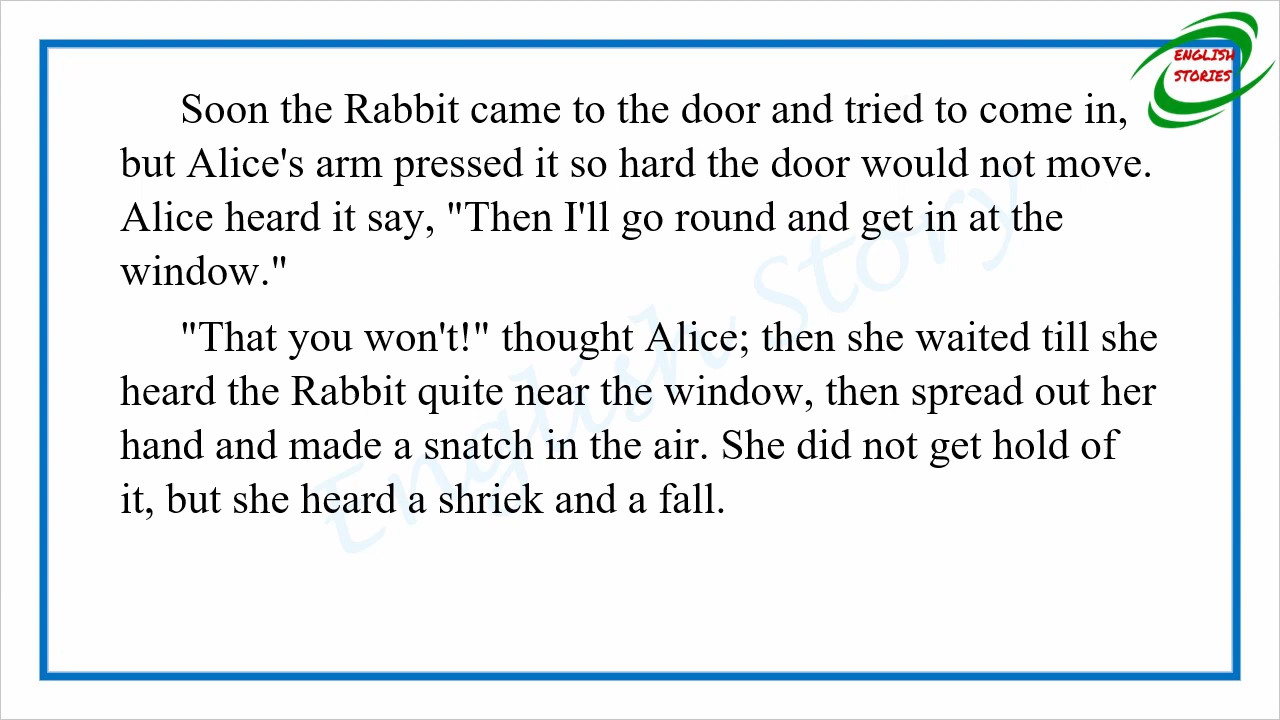 ENGLISH
STORIES
Soon the Rabbit came to the door and tried to come in,
but Alice's arm pressed it so hard the door would not move.
Alice heard it say, "Then I'll go round and get in at the
window."
"That you won't!" thought Alice; then she waited till she
heard the Rabbit quite near the window, then spread out her
hand and made a snatch in the air. She did not get hold of
it, but she heard a shriek and a fall.
English Story